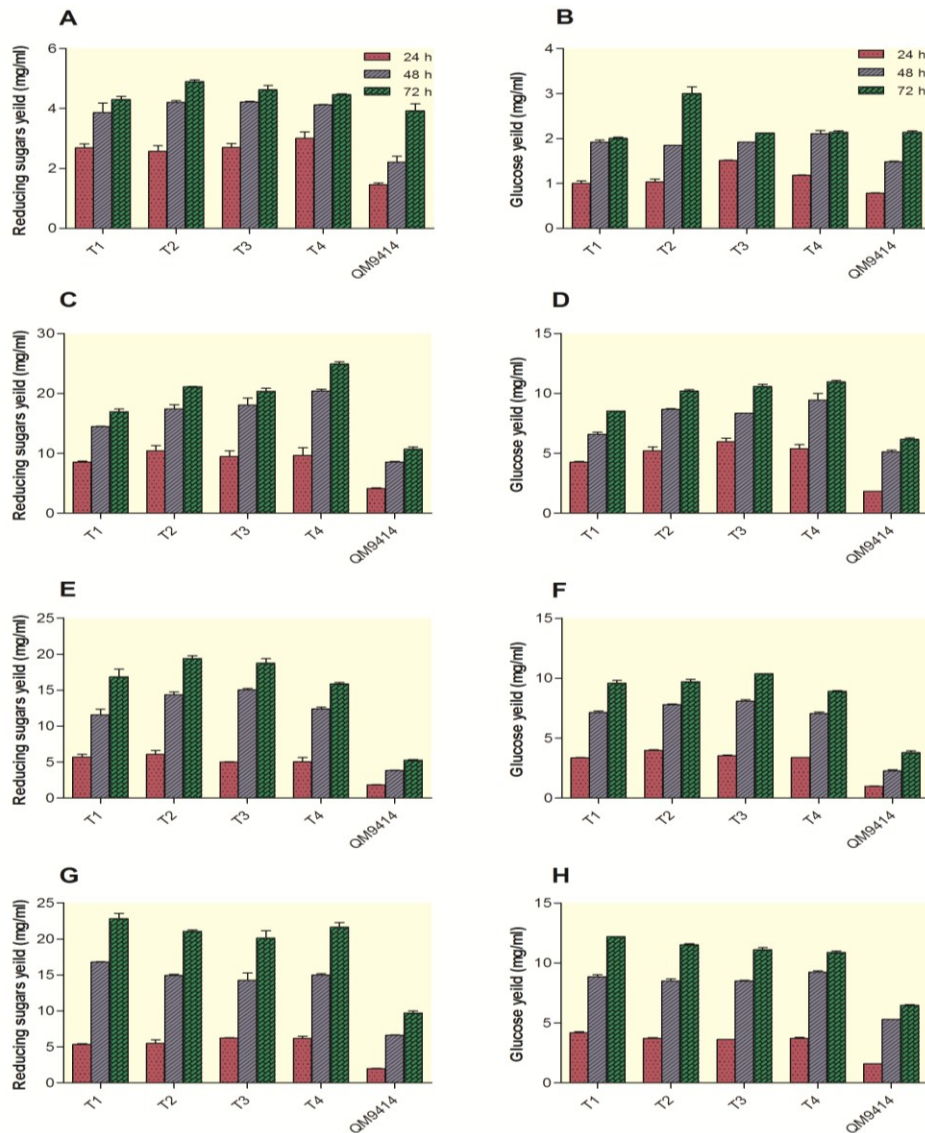 A
Reducing sugars yeild (mg/ml)
6
4
2
0
24 h
48 h
72 h
T1
T2
T3
T4
QM9414
B
Glucose yeild (mg/ml)
4
3
2
1
0
24 h
48 h
72 h
T1
T2
T3
T4
QM9414
C
Reducing sugars yeild (mg/ml)
30
20
10
0
T1
T2
T3
T4
QM9414
D
Glucose yeild (mg/ml)
15
10
5
0
T1
T2
T3
T4
QM9414
E
Reducing sugars yeild (mg/ml)
25
20
15
10
5
0
T1
T2
T3
T4
QM9414
F
Glucose yeild (mg/ml)
15
10
5
0
T1
T2
T3
T4
QM9414
G
Reducing sugars yeild (mg/ml)
25
20
15
10
5
0
T1
T2
T3
T4
QM9414
H
Glucose yeild (mg/ml)
15
10
5
0
T1
T2
T3
T4
QM9414